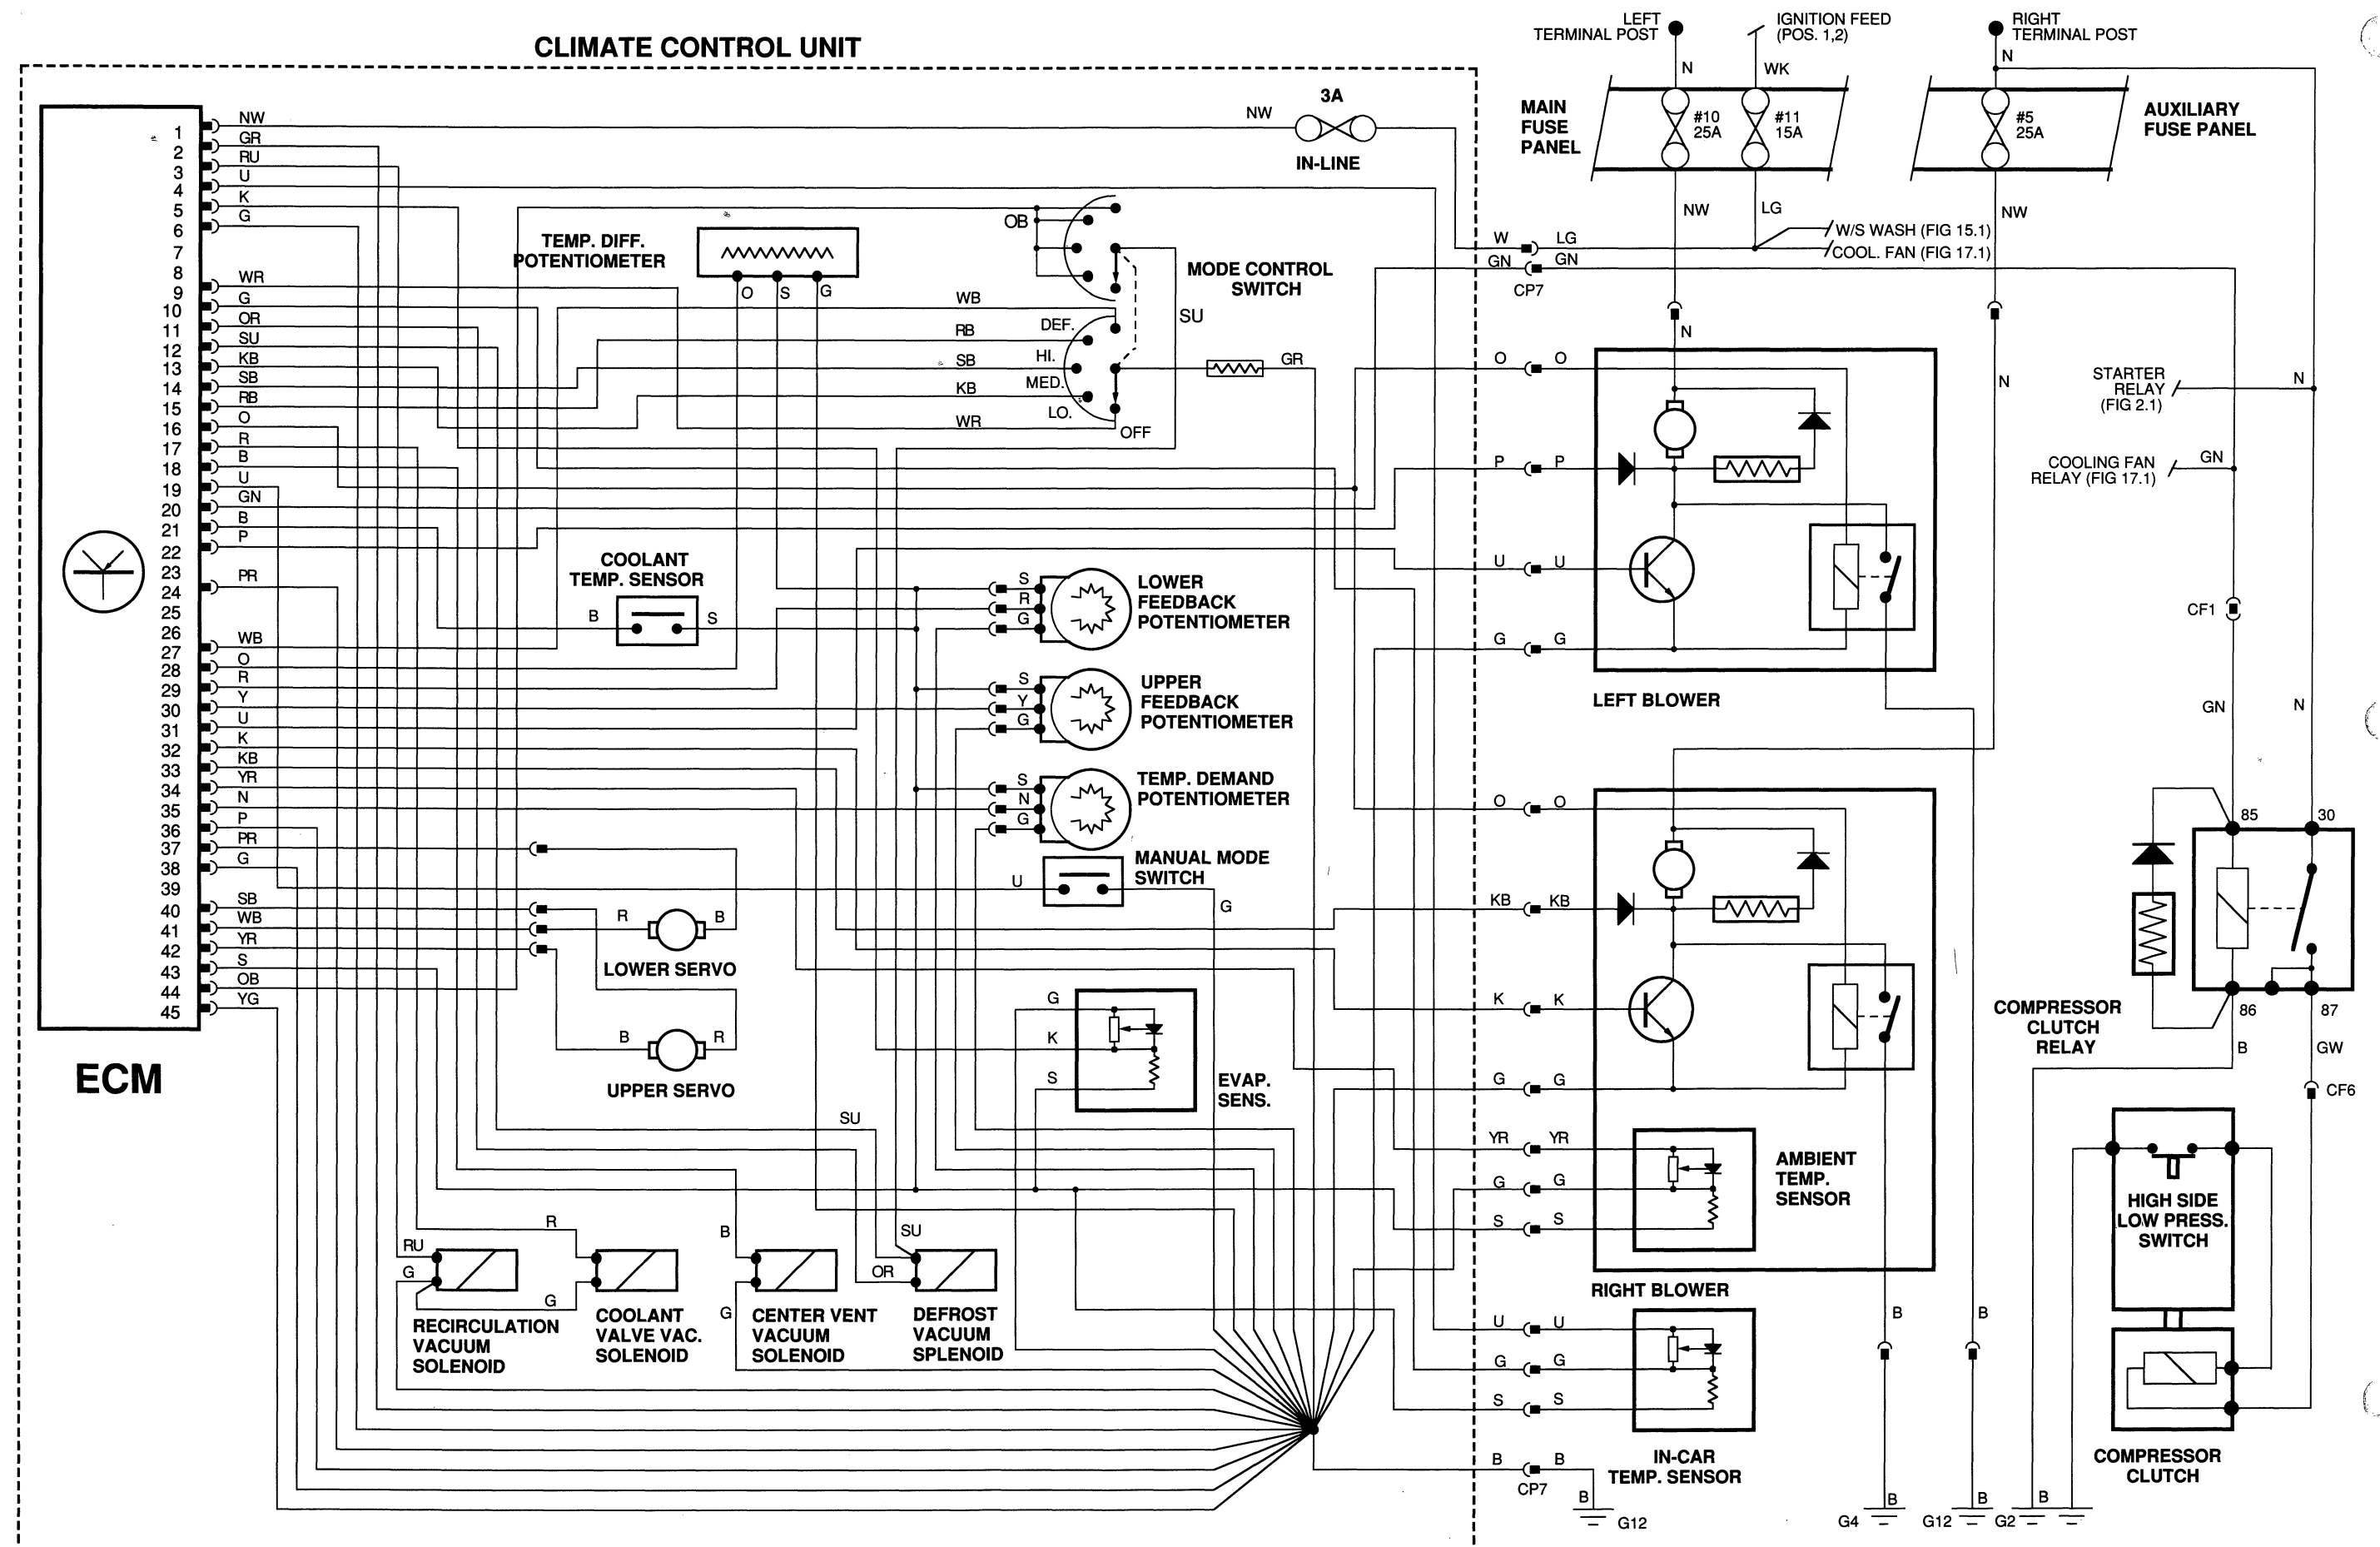 CLIMATE CONTROL UNIT
LEFT
TERMINAL POST
IGNITION FEED
(POS. 1,2)
RIGHT
TERMINAL POST
N
WK
N
MAIN
FUSE
PANEL
#10
25A
#11
15A
#5
25A
AUXILIARY
FUSE PANEL
3A
NW
IN-LINE
NW
LG
NW
W/S WASH (FIG 15.1)
COOL. FAN (FIG 17.1)
W
LG
GN
GN
CP7
1
NW
2
GR
3
RU
4
U
5
K
6
G
7
8
9
WR
10
G
11
OR
12
SU
13
KB
14
SB
15
RB
16
O
17
R
18
B
19
U
20
GN
21
B
22
P
23
24
PR
25
26
27
WB
28
O
29
R
30
Y
31
U
32
K
33
KB
34
YR
35
N
36
P
37
PR
38
G
39
40
SB
41
WB
42
YR
43
S
44
OB
45
YG
ECM
TEMP. DIFF.
POTENTIOMETER
O
S
G
OB
MODE CONTROL
SWITCH
SU
WB
DEF.
RB
HI.
SB
MED.
KB
LO.
WR
OFF
GR
COOLANT
TEMP. SENSOR
B
S
S
R
G
LOWER
FEEDBACK
POTENTIOMETER
S
Y
G
UPPER
FEEDBACK
POTENTIOMETER
S
N
G
TEMP. DEMAND
POTENTIOMETER
MANUAL MODE
SWITCH
U
G
R
B
LOWER SERVO
B
R
UPPER SERVO
G
K
S
EVAP.
SENS.
SU
SU
OR
R
RU
G
G
B
G
RECIRCULATION
VACUUM
SOLENOID
COOLANT
VALVE VAC.
SOLENOID
CENTER VENT
VACUUM
SOLENOID
DEFROST
VACUUM
SPLENOID
N
O
O
P
P
U
U
G
G
LEFT BLOWER
N
O
O
KB
KB
K
K
G
G
YR
YR
G
G
S
S
AMBIENT
TEMP.
SENSOR
RIGHT BLOWER
U
U
G
G
S
S
IN-CAR
TEMP. SENSOR
B
B
CP7
B
G12
B
B
B
G4
B
G12
STARTER
RELAY
(FIG 2.1)
N
COOLING FAN
RELAY (FIG 17.1)
GN
CF1
GN
N
85
30
86
87
COMPRESSOR
CLUTCH
RELAY
B
GW
CF6
HIGH SIDE
LOW PRESS.
SWITCH
COMPRESSOR
CLUTCH
B
G2